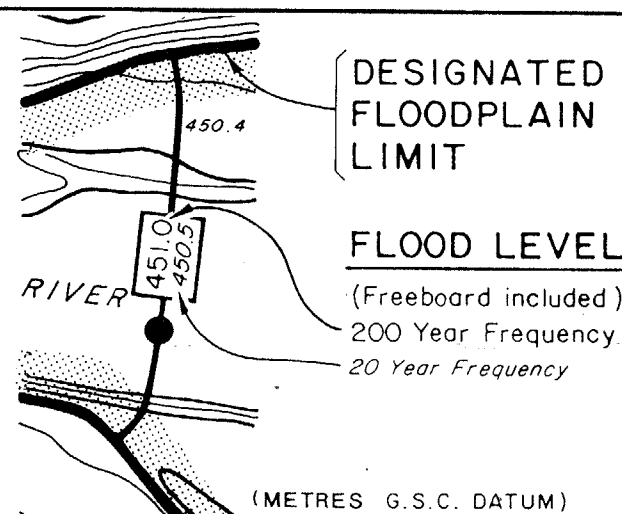 DESIGNATED
FLOODPLAIN
LIMIT
450.4
451.0
450.5
RIVER
FLOOD LEVEL
(Freeboard included)
200 Year Frequency
20 Year Frequency
(METRES G.S.C. DATUM)